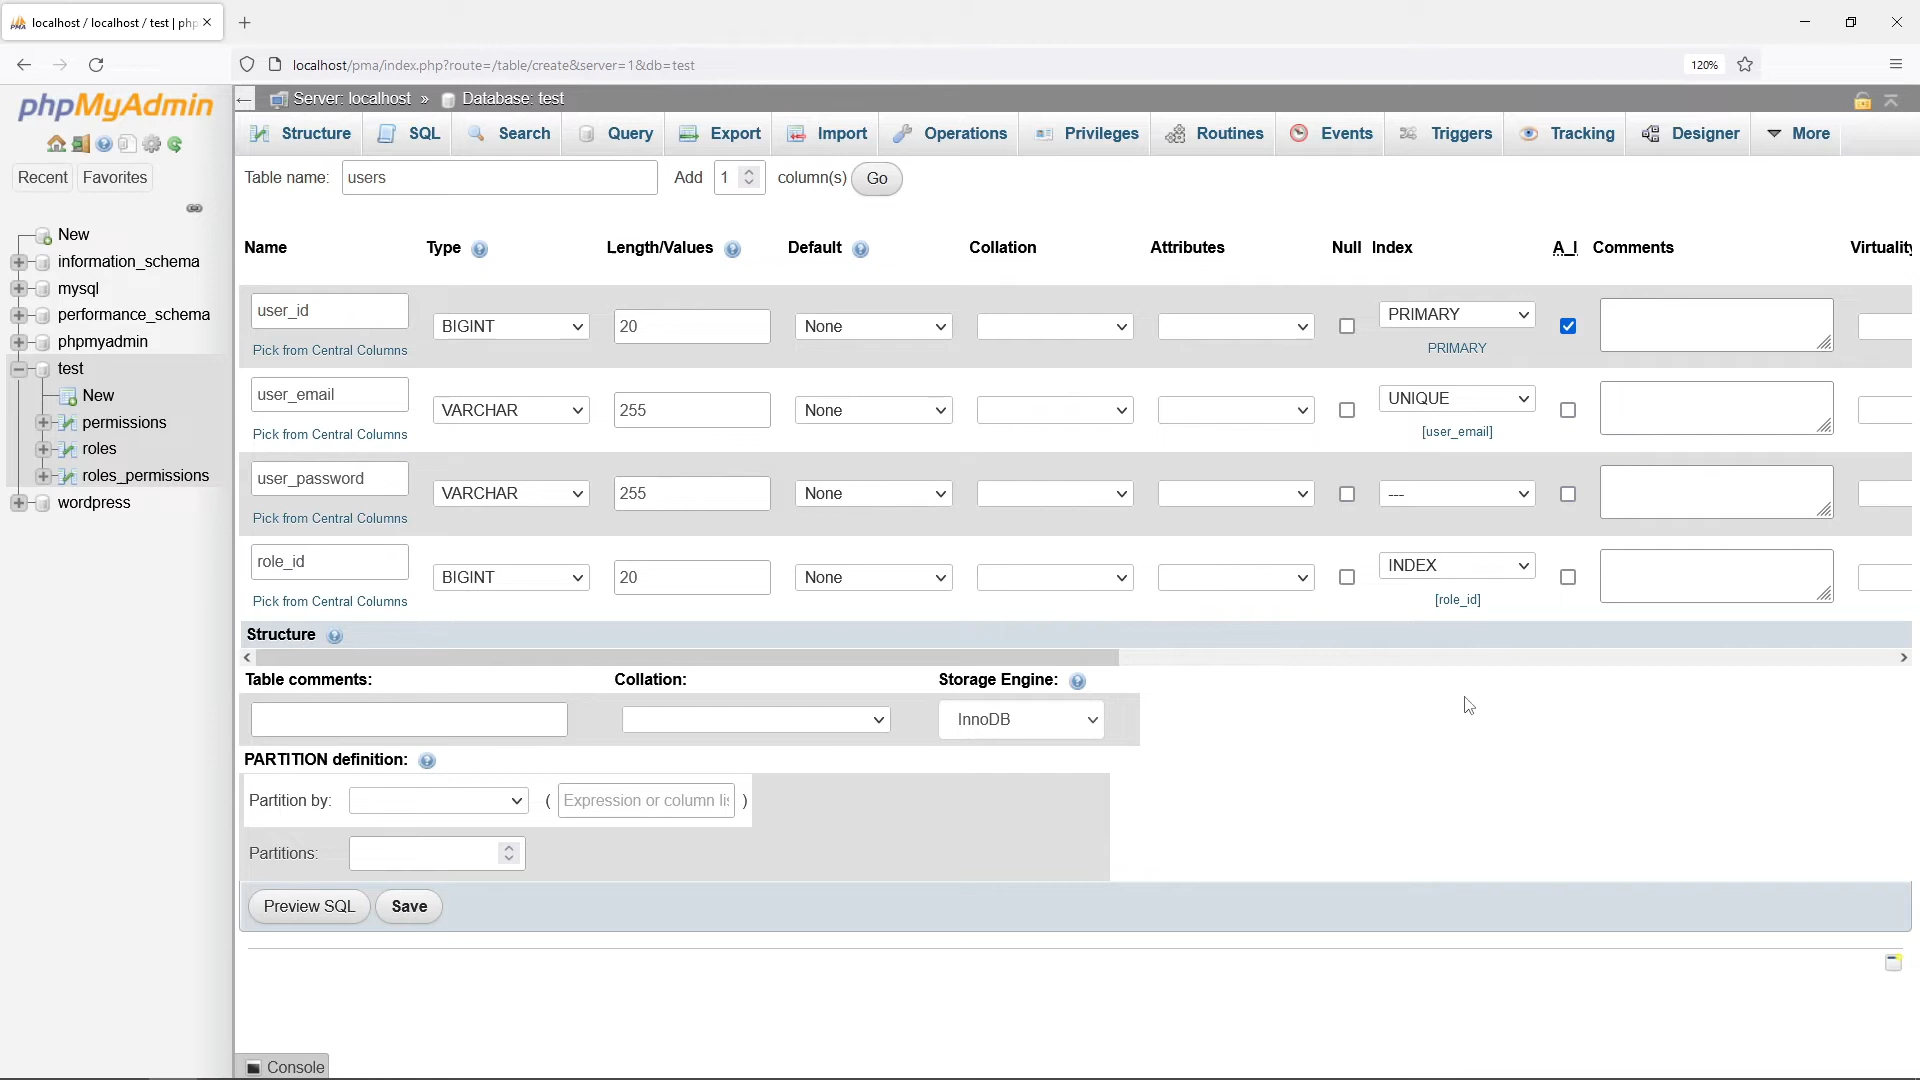 localhost / localhost / test | php
localhost/pma/index.php?route=/table/create&server=1&db=test
120%
phpMyAdmin
Recent Favorites
New
information_schema
mysql
performance_schema
phpmyadmin
test
New
permissions
roles
roles_permissions
wordpress
Server: localhost » Database: test
Structure SQL Search Query Export Import Operations Privileges Routines Events Triggers Tracking Designer More
Table name: users Add 1 column(s) Go
Name Type Length/Values Default Collation Attributes Null Index A_I Comments Virtuality
user_id BIGINT 20 None PRIMARY
Pick from Central Columns PRIMARY
user_email VARCHAR 255 None UNIQUE
Pick from Central Columns [user_email]
user_password VARCHAR 255 None ---
Pick from Central Columns
role_id BIGINT 20 None INDEX
Pick from Central Columns [role_id]
Structure
Table comments: Collation: Storage Engine:
InnoDB
PARTITION definition:
Partition by: ( Expression or column li )
Partitions:
Preview SQL Save
Console